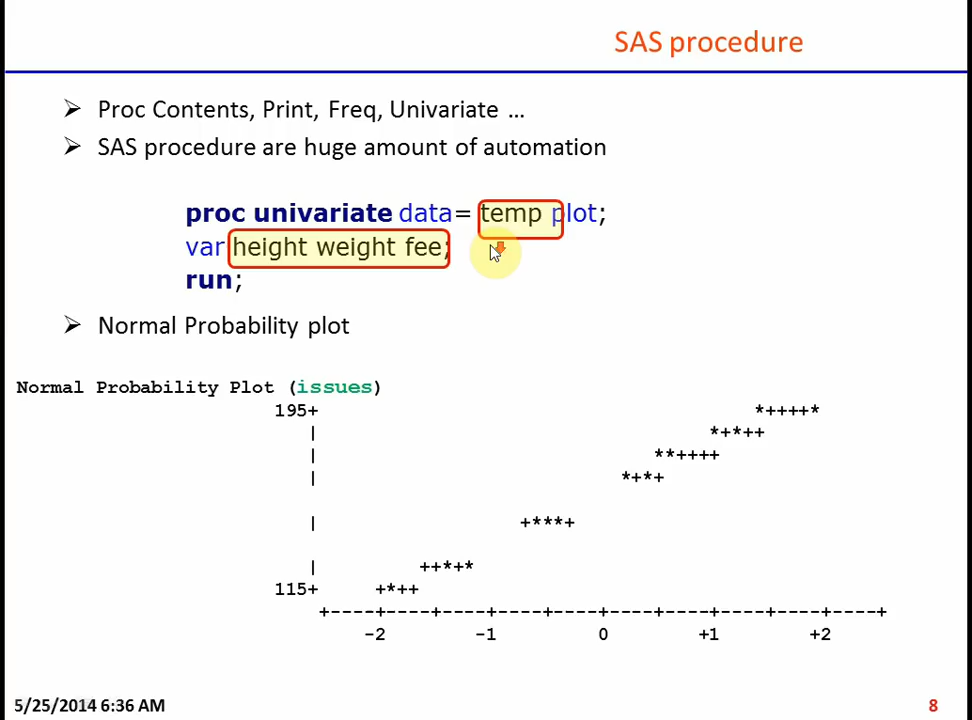 SAS procedure
Proc Contents, Print, Freq, Univariate ...
SAS procedure are huge amount of automation
proc univariate data= temp plot;
var height weight fee;
run;
Normal Probability plot
Normal Probability Plot (issues)
195+ *++++*
| *+*++
| **++++
| *+*+
| +***+
| ++*+*
115+ +*++
+----+----+----+----+----+----+----+----+----+----+
-2 -1 0 +1 +2
5/25/2014 6:36 AM 8